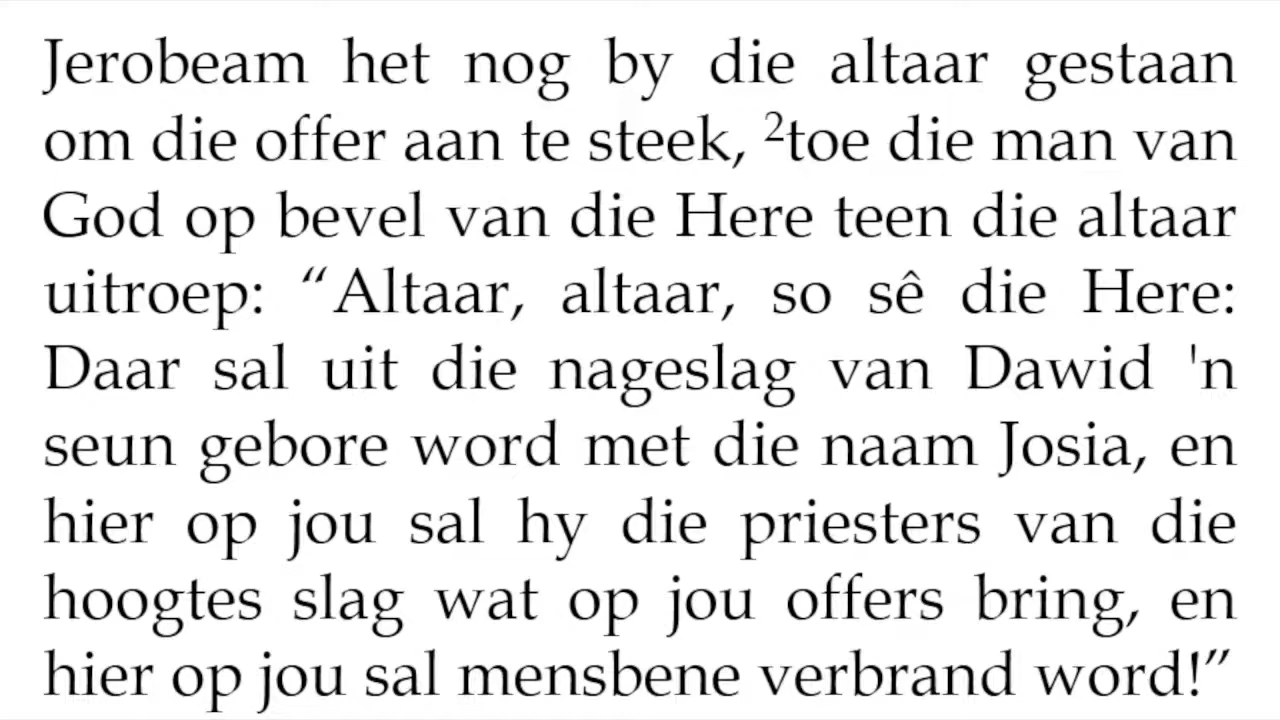 Jerobeam het nog by die altaar gestaan
om die offer aan te steek, ²toe die man van
God op bevel van die Here teen die altaar
uitroep: “Altaar, altaar, so sê die Here:
Daar sal uit die nageslag van Dawid 'n
seun gebore word met die naam Josia, en
hier op jou sal hy die priesters van die
hoogtes slag wat op jou offers bring, en
hier op jou sal mensbene verbrand word!”